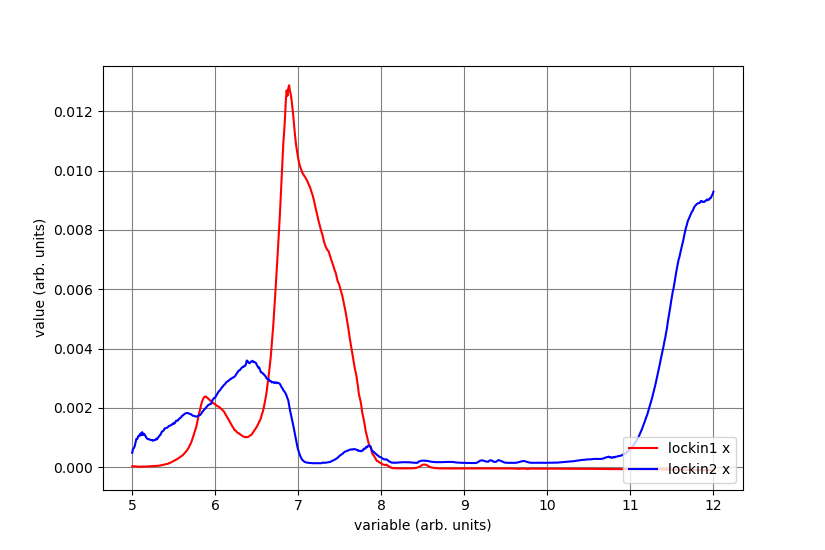 0.012
0.010
0.008
0.006
0.004
0.002
0.000
value (arb. units)
5 6 7 8 9 10 11 12
variable (arb. units)
lockin1 x
lockin2 x